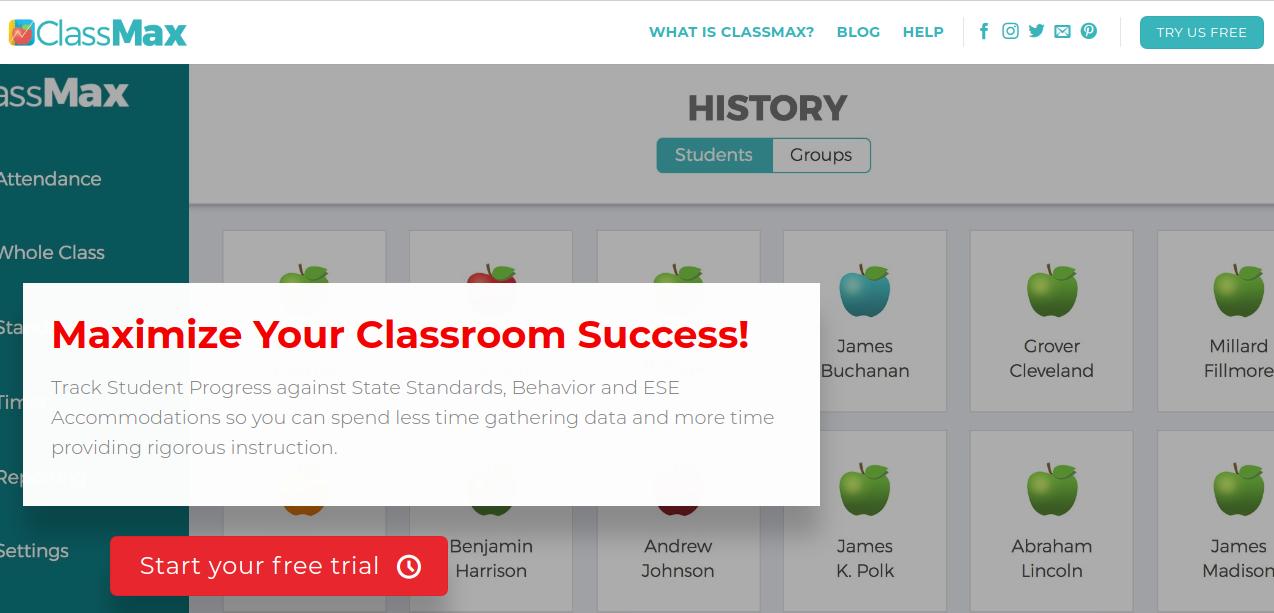 ClassMax
WHAT IS CLASSMAX?
BLOG
HELP
TRY US FREE
assMax
HISTORY
Students
Groups
Attendance
Whole Class
Maximize Your Classroom Success!
Track Student Progress against State Standards, Behavior and ESE
Accommodations so you can spend less time gathering data and more time
providing rigorous instruction.
James
Buchanan
Grover
Cleveland
Millard
Fillmore
Settings
Start your free trial
Benjamin
Harrison
Andrew
Johnson
James
K. Polk
Abraham
Lincoln
James
Madison